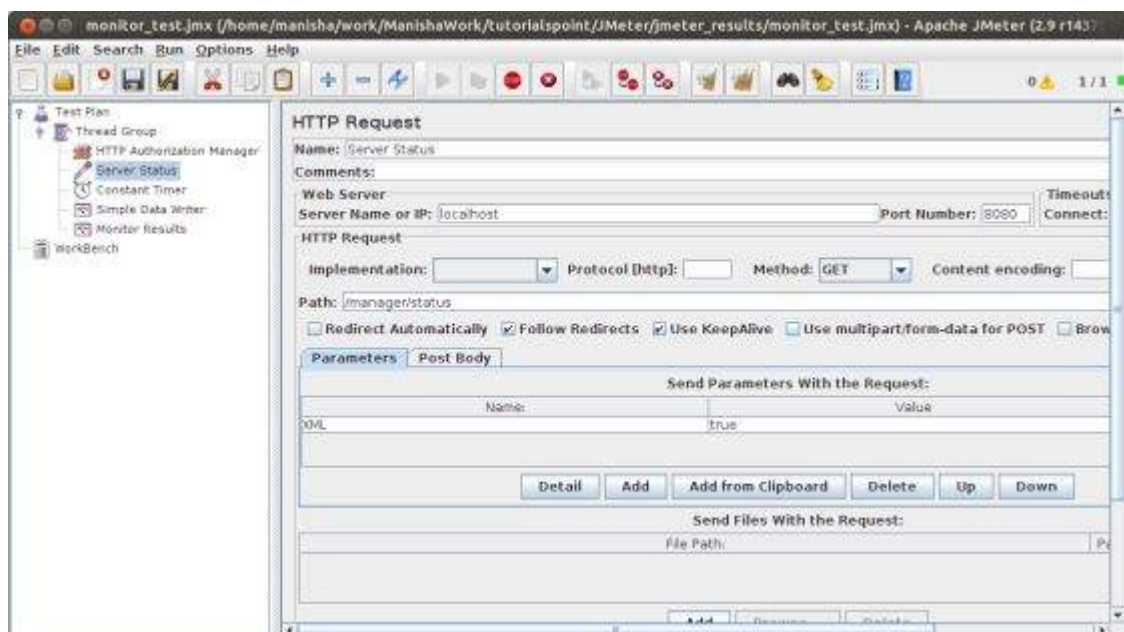 monitor_test.jmx (/home/manisha/work/ManishaWork/tutorialspoint/JMeter/jmeter_results/monitor_test.jmx) - Apache JMeter (2.9 r1437
File Edit Search Run Options Help
0 1/1
Test Plan
Thread Group
HTTP Authorization Manager
Server Status
Constant Timer
Simple Data Writer
Monitor Results
WorkBench
HTTP Request
Name: Server Status
Comments:
Web Server Timeouts
Server Name or IP: localhost Port Number: 8080 Connect:
HTTP Request
Implementation: Protocol [http]: Method: GET Content encoding:
Path: /manager/status
Redirect Automatically Follow Redirects Use KeepAlive Use multipart/form-data for POST Brow
Parameters Post Body
Send Parameters With the Request:
Name: Value
XML true
Detail Add Add from Clipboard Delete Up Down
Send Files With the Request:
File Path: Pa
Add Browse... Delete